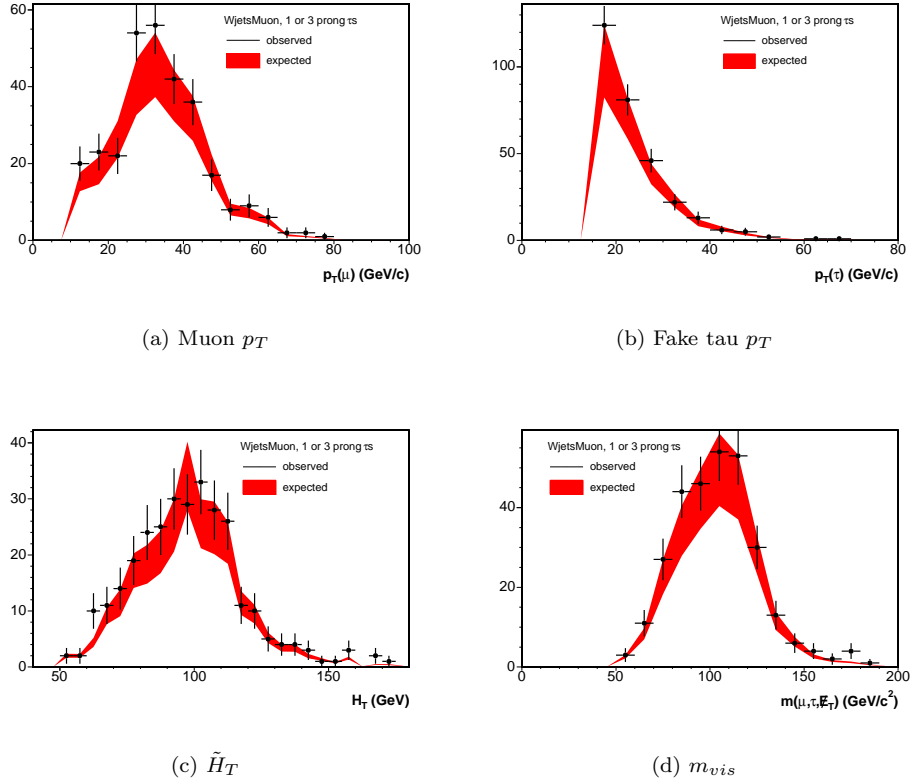 WjetsMuon, 1 or 3 prong τs
observed
expected
60
40
20
0
0 20 40 60 80 100
p_T(μ) (GeV/c)
(a) Muon p_T
WjetsMuon, 1 or 3 prong τs
observed
expected
100
50
0
0 20 40 60 80
p_T(τ) (GeV/c)
(b) Fake tau p_T
WjetsMuon, 1 or 3 prong τs
observed
expected
40
30
20
10
0
50 100 150
H_T (GeV)
(c) H̃_T
WjetsMuon, 1 or 3 prong τs
observed
expected
40
20
0
0 50 100 150 200
m(μ,τ,E̸_T) (GeV/c²)
(d) m_vis